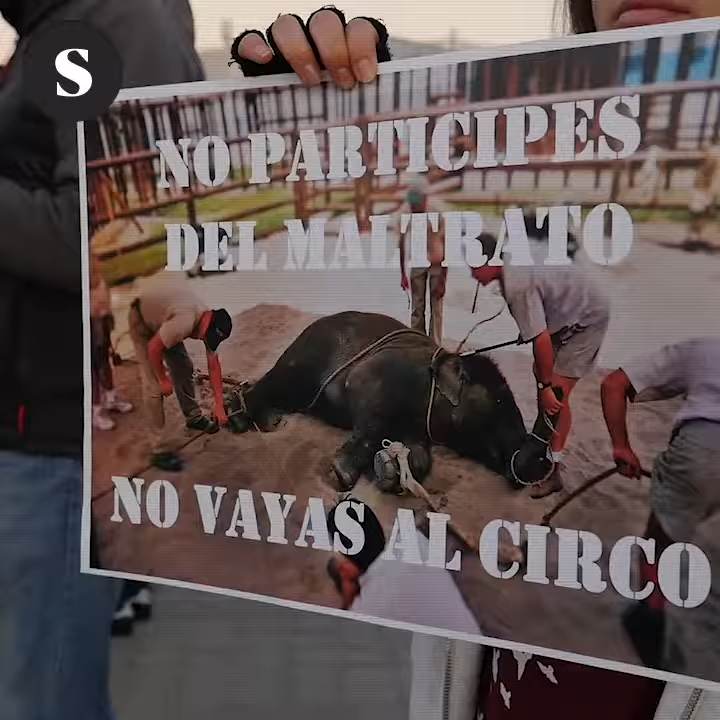 S
NO PARTICIPES
DEL MALTRATO
NO VAYAS AL CIRCO